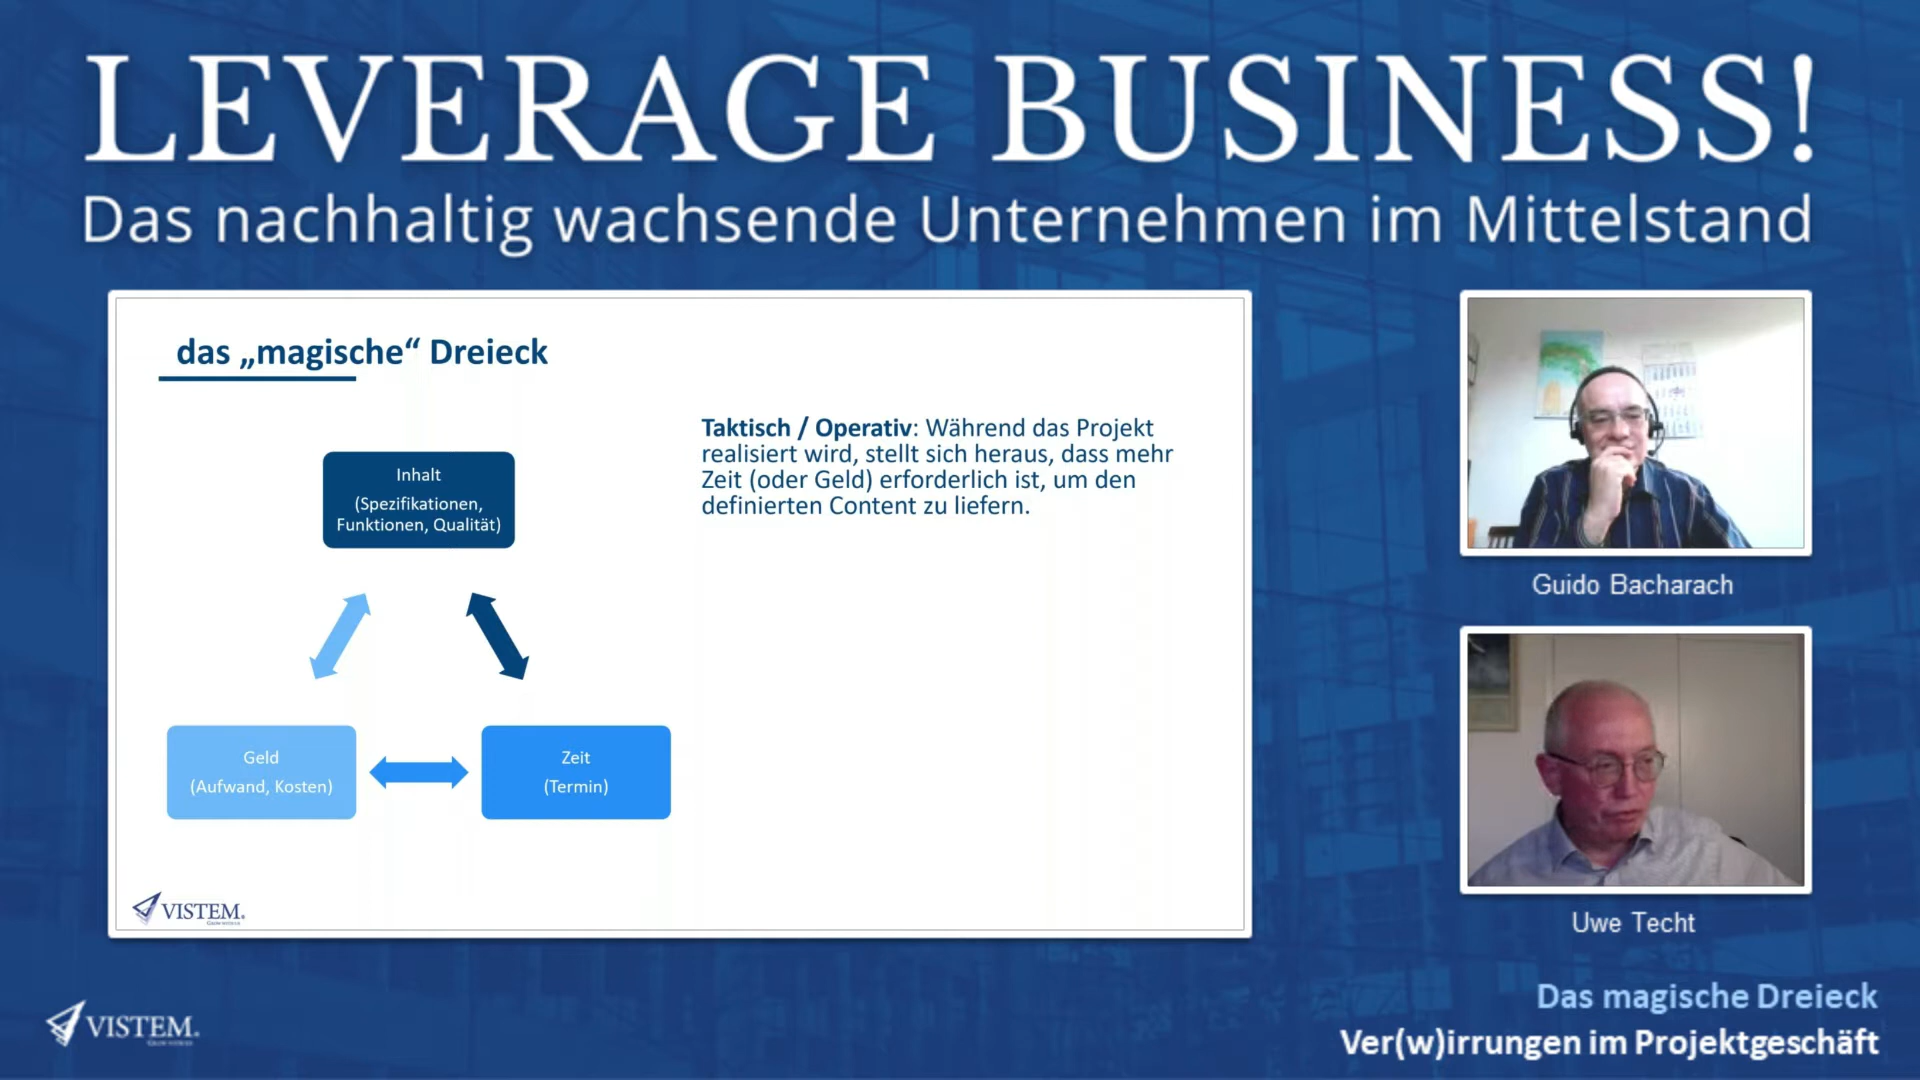 LEVERAGE BUSINESS!
Das nachhaltig wachsende Unternehmen im Mittelstand
das „magische“ Dreieck
Inhalt
(Spezifikationen,
Funktionen, Qualität)
Geld
(Aufwand, Kosten)
Zeit
(Termin)
Taktisch / Operativ: Während das Projekt
realisiert wird, stellt sich heraus, dass mehr
Zeit (oder Geld) erforderlich ist, um den
definierten Content zu liefern.
VISTEM
Guido Bacharach
Uwe Techt
VISTEM
Das magische Dreieck
Ver(w)irrungen im Projektgeschäft